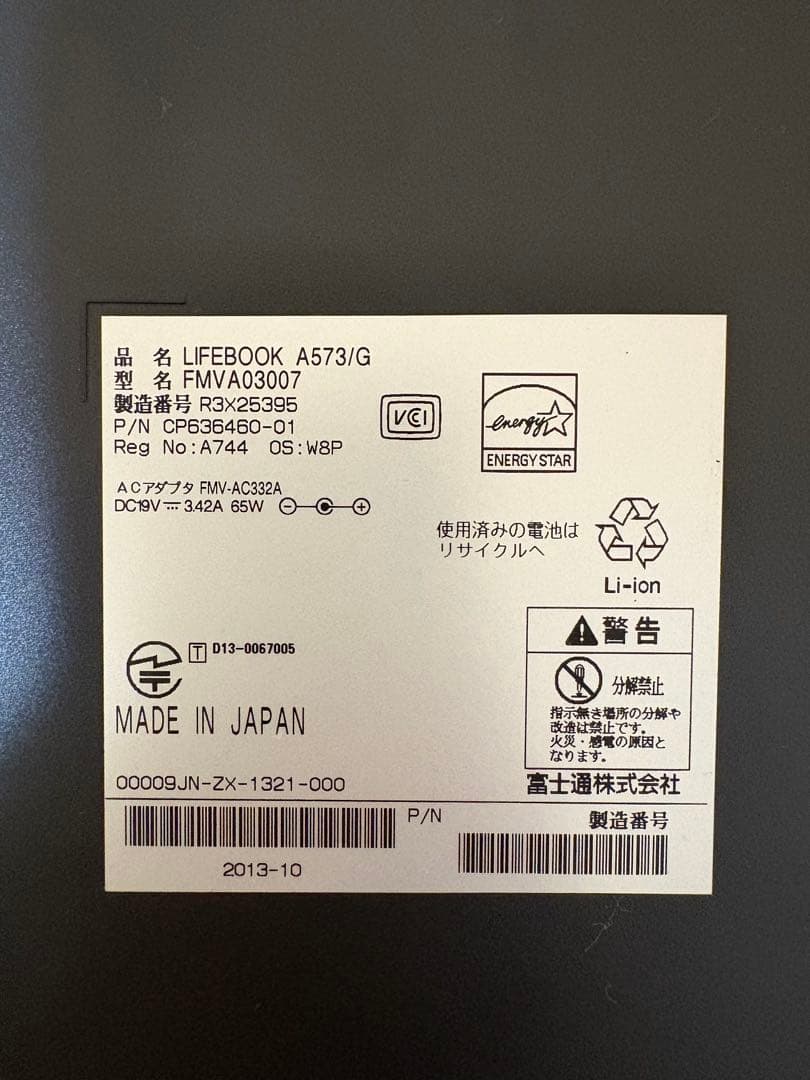 品 名 LIFEBOOK A573/G
型 名 FMVA03007
製造番号 R3X25395
P/N CP636460-01
Reg No:A744 OS:W8P
VCCI
energy
ENERGY STAR
ACアダプタ FMV-AC332A
DC19V 3.42A 65W
使用済みの電池は
リサイクルへ
Li-ion
警告
分解禁止
指示無き場所の分解や
改造は禁止です。
火災・感電の原因と
なります。
T D13-0067005
MADE IN JAPAN
00009JN-ZX-1321-000
富士通株式会社
P/N
製造番号
2013-10